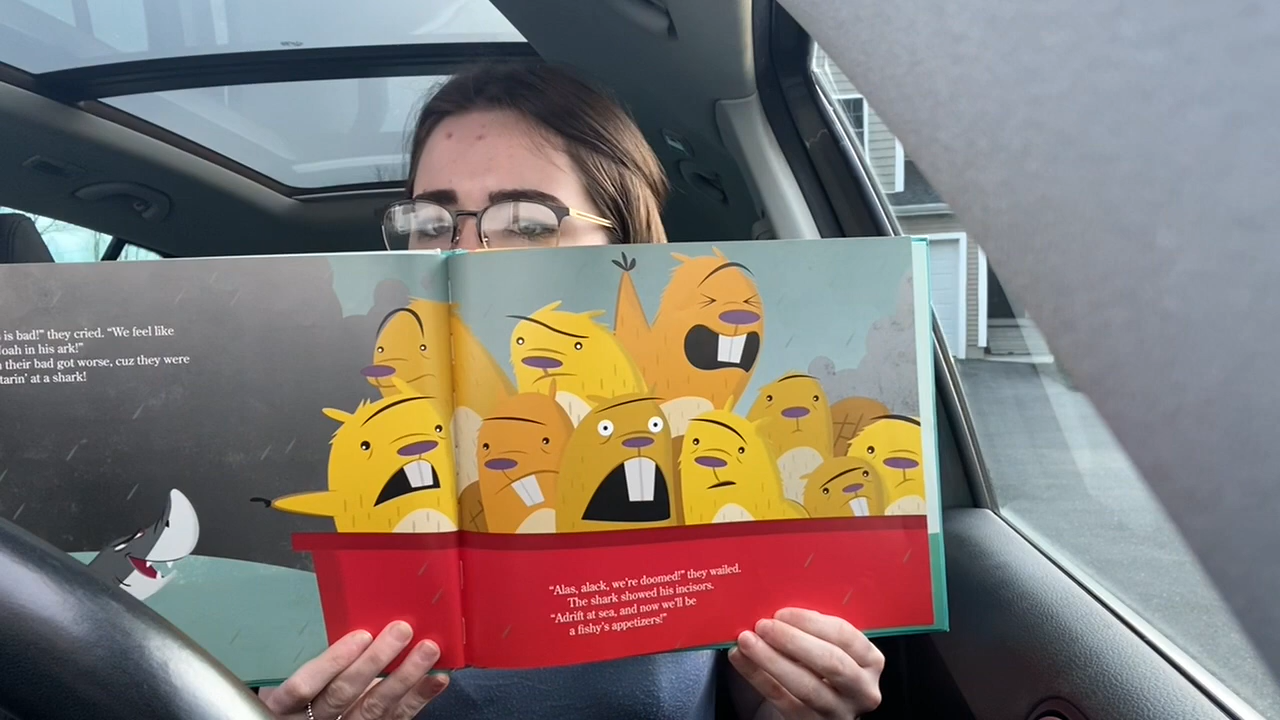 is bad!” they cried. “We feel like
oah in his ark!”
their bad got worse, cuz they were
tarin’ at a shark!
“Alas, alack, we’re doomed!” they wailed.
The shark showed his incisors.
“Adrift at sea, and now we’ll be
a fishy’s appetizers!”